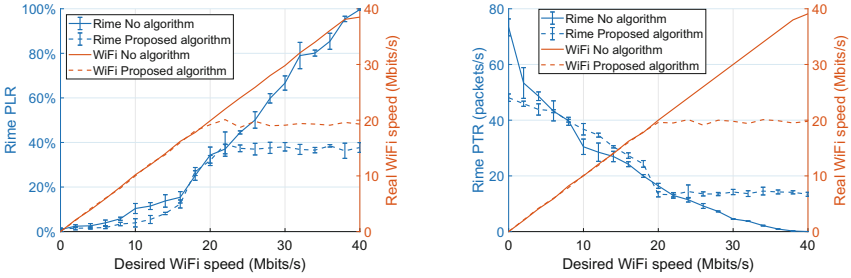 100%
80%
60%
40%
20%
0%
Rime PLR
Rime No algorithm
Rime Proposed algorithm
WiFi No algorithm
WiFi Proposed algorithm
40
30
20
10
0
Real WiFi speed (Mbits/s)
0 10 20 30 40
Desired WiFi speed (Mbits/s)
80
60
40
20
0
Rime PTR (packets/s)
Rime No algorithm
Rime Proposed algorithm
WiFi No algorithm
WiFi Proposed algorithm
40
30
20
10
0
Real WiFi speed (Mbits/s)
0 10 20 30 40
Desired WiFi speed (Mbits/s)